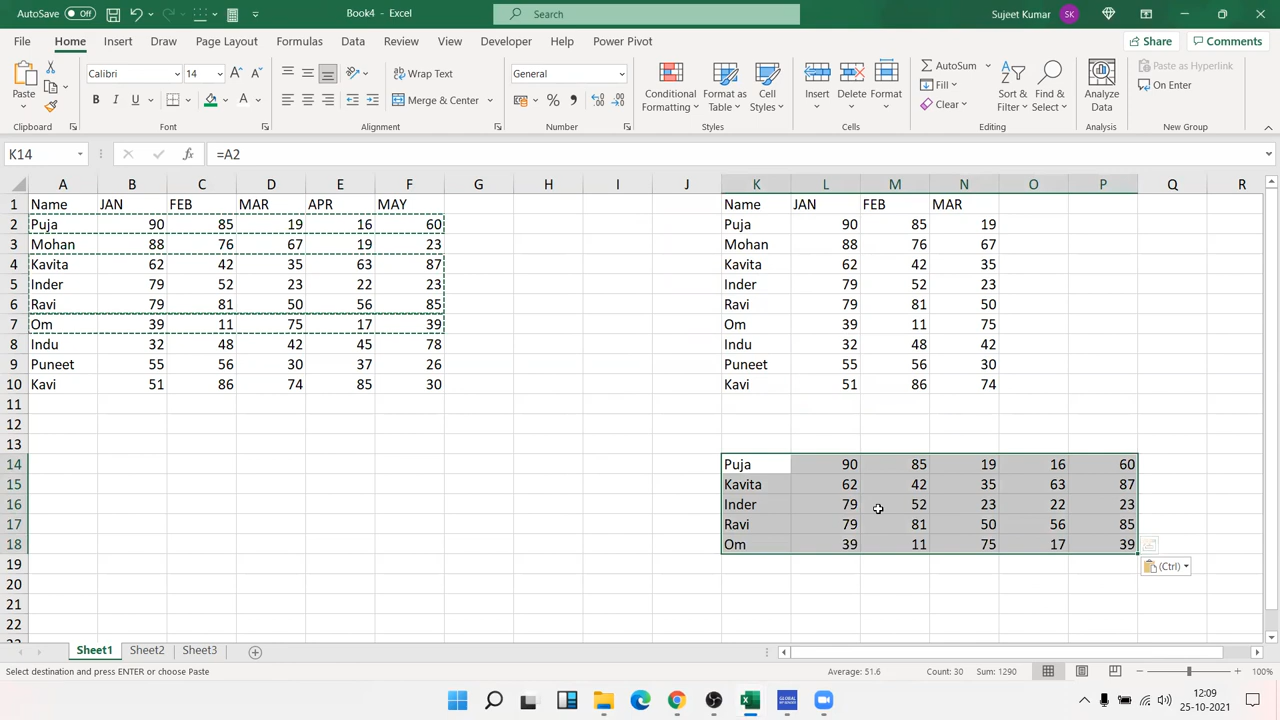 AutoSave Off Book4 - Excel Search Sujeet Kumar SK
File Home Insert Draw Page Layout Formulas Data Review View Developer Help Power Pivot Share Comments
Paste Calibri 14 Wrap Text General Conditional Formatting Format as Table Cell Styles Insert Delete Format AutoSum Sort & Filter Find & Select Analyze Data Paste as Hyperlink
B I U Merge & Center Fill On Enter
Clear
Clipboard Font Alignment Number Styles Cells Editing Analysis New Group
K14 =A2
A B C D E F G H I J K L M N O P Q R
1 Name JAN FEB MAR APR MAY Name JAN FEB MAR
2 Puja 90 85 19 16 60 Puja 90 85 19
3 Mohan 88 76 67 19 23 Mohan 88 76 67
4 Kavita 62 42 35 63 87 Kavita 62 42 35
5 Inder 79 52 23 22 23 Inder 79 52 23
6 Ravi 79 81 50 56 85 Ravi 79 81 50
7 Om 39 11 75 17 39 Om 39 11 75
8 Indu 32 48 42 45 78 Indu 32 48 42
9 Puneet 55 56 30 37 26 Puneet 55 56 30
10 Kavi 51 86 74 85 30 Kavi 51 86 74
11
12
13
14 Puja 90 85 19 16 60
15 Kavita 62 42 35 63 87
16 Inder 79 52 23 22 23
17 Ravi 79 81 50 56 85
18 Om 39 11 75 17 39
19 (Ctrl)
20
21
22
Sheet1 Sheet2 Sheet3
Select destination and press ENTER or choose Paste Average: 51.6 Count: 30 Sum: 1290 100%
12:09
25-10-2021